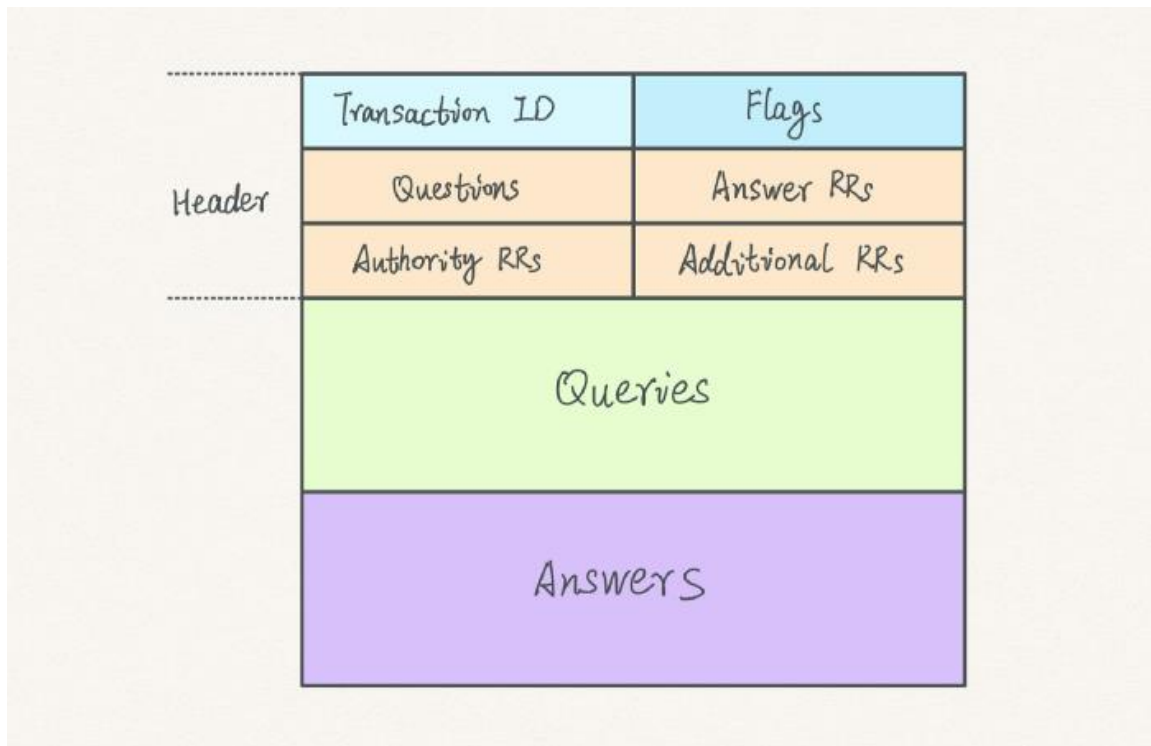 Transaction ID
Flags
Header
Questions
Answer RRs
Authority RRs
Additional RRs
Queries
Answers